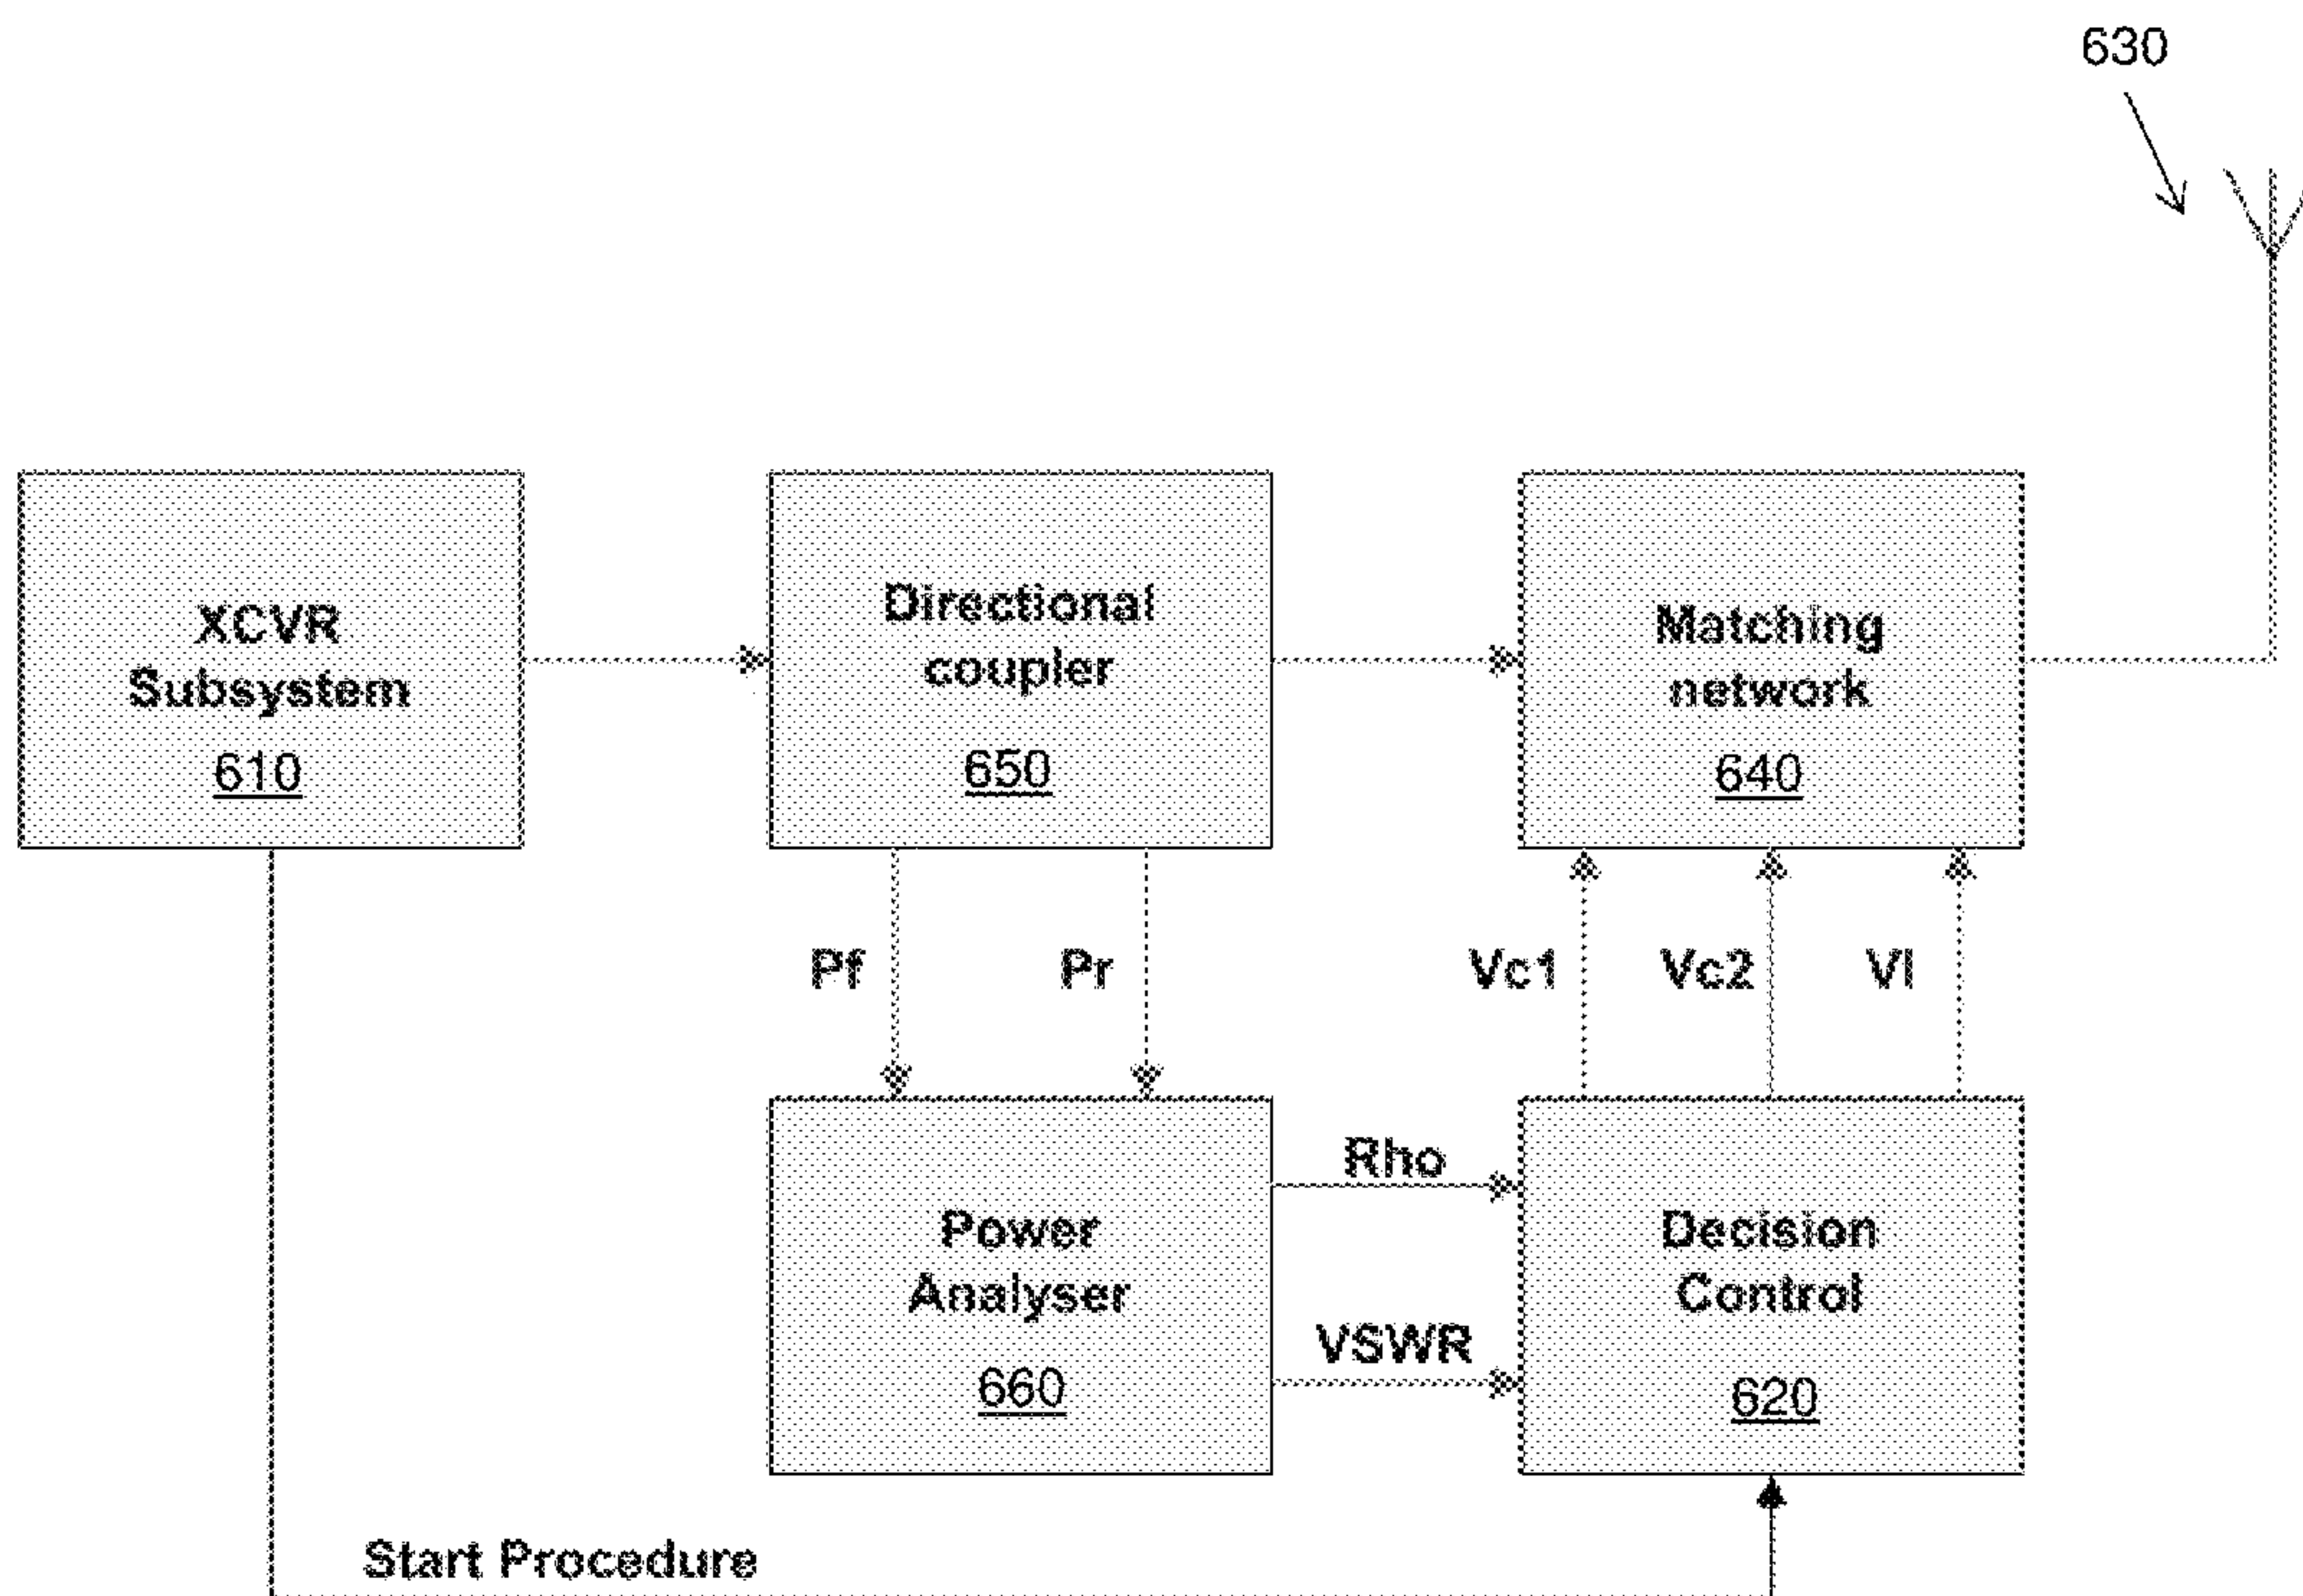 630
XCVR
Subsystem
610
Directional
coupler
650
Matching
network
640
Pf
Pr
Vc1
Vc2
Vl
Power
Analyser
660
Rho
VSWR
Decision
Control
620
Start Procedure